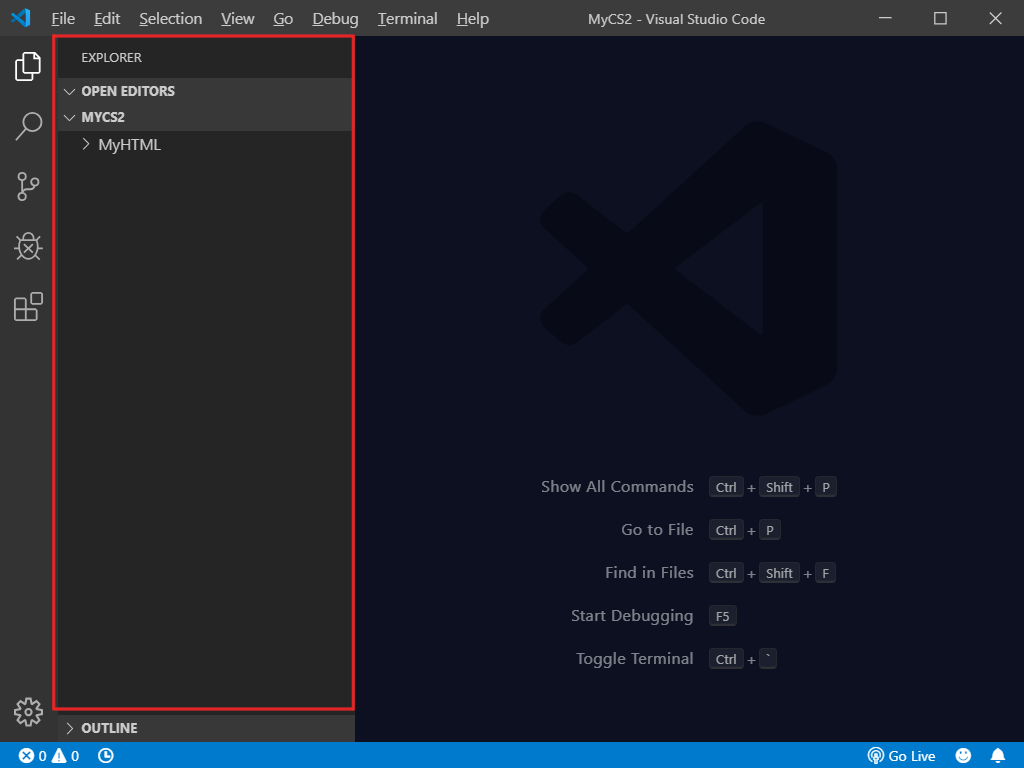 File Edit Selection View Go Debug Terminal Help MyCS2 - Visual Studio Code
EXPLORER
OPEN EDITORS
MYCS2
MyHTML
Show All Commands Ctrl + Shift + P
Go to File Ctrl + P
Find in Files Ctrl + Shift + F
Start Debugging F5
Toggle Terminal Ctrl + `
OUTLINE
0 0 Go Live